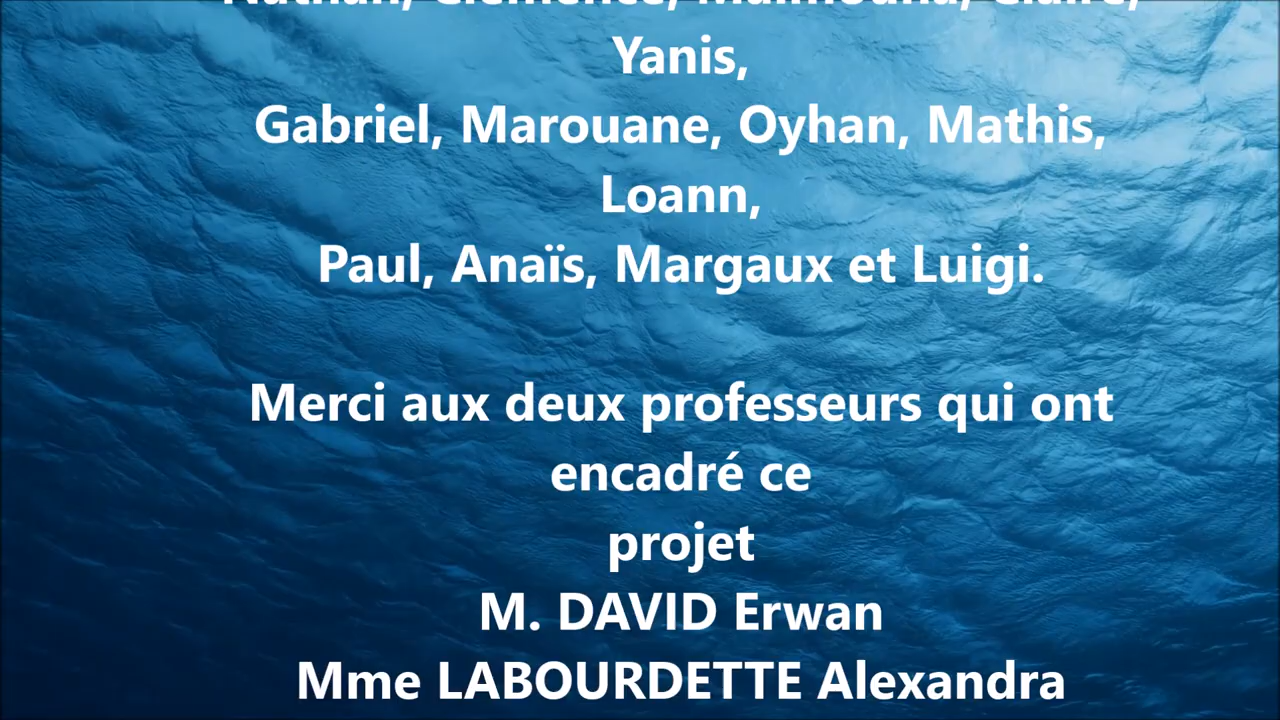 Nathan, Clémence, Maimouna, Claire,
Yanis,
Gabriel, Marouane, Oyhan, Mathis,
Loann,
Paul, Anaïs, Margaux et Luigi.
Merci aux deux professeurs qui ont
encadré ce
projet
M. DAVID Erwan
Mme LABOURDETTE Alexandra